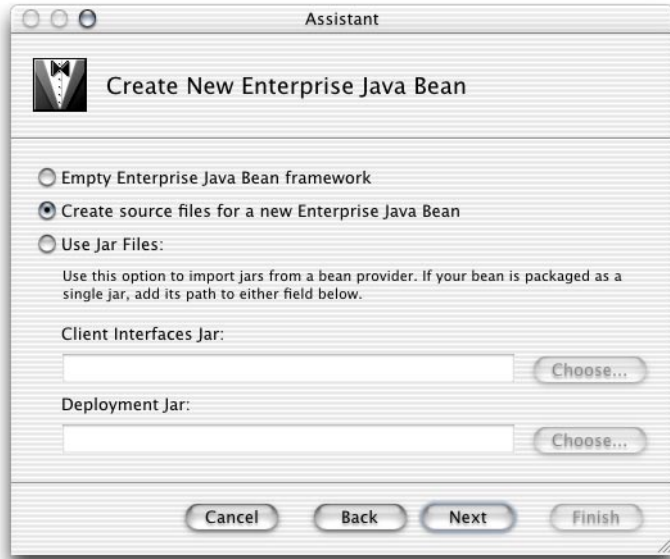 Assistant
Create New Enterprise Java Bean
Empty Enterprise Java Bean framework
Create source files for a new Enterprise Java Bean
Use Jar Files:
Use this option to import jars from a bean provider. If your bean is packaged as a
single jar, add its path to either field below.
Client Interfaces Jar:
Choose...
Deployment Jar:
Choose...
Cancel Back Next Finish